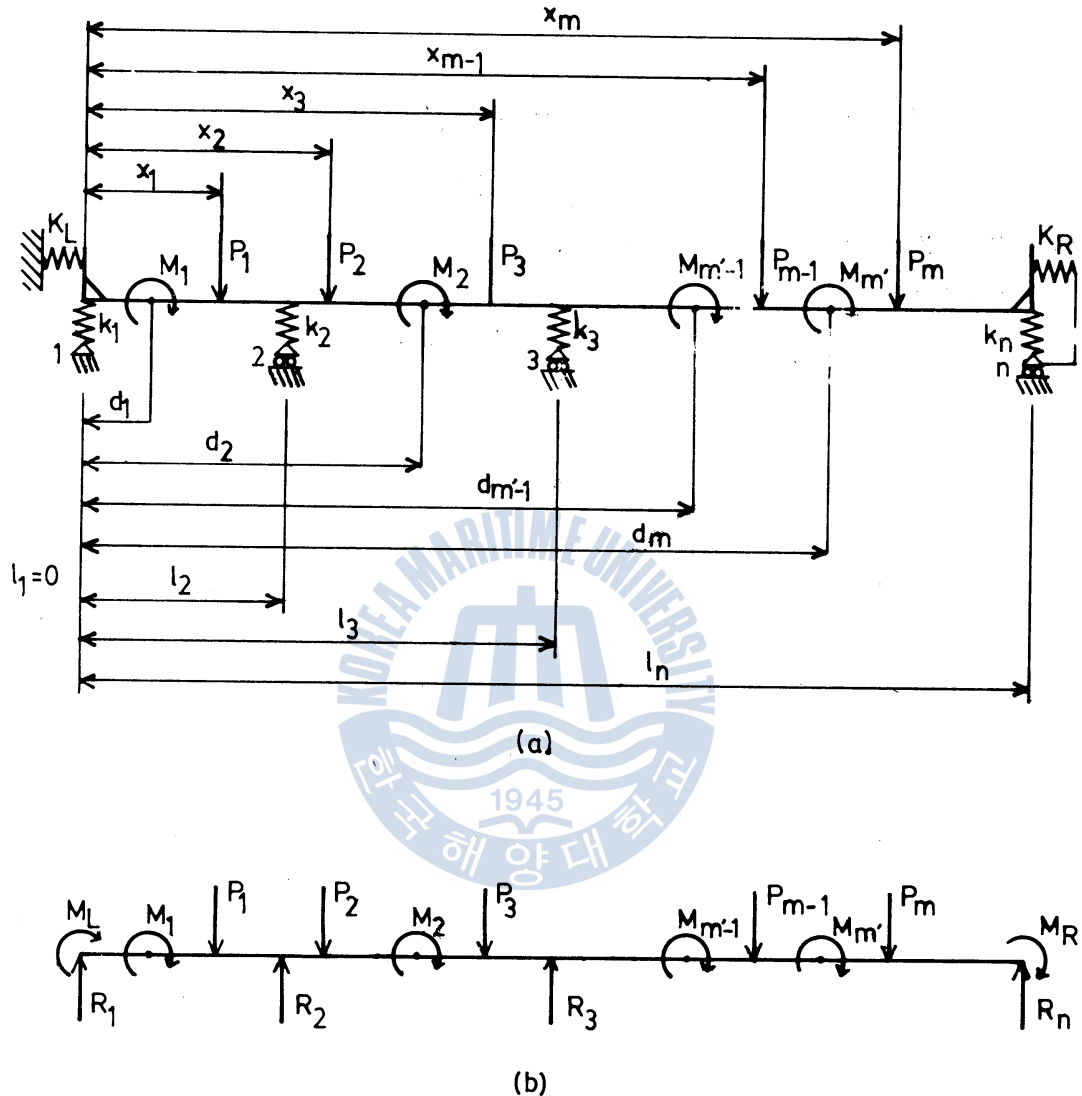 xm
xm-1
x3
x2
x1
KL
M1
P1
P2
M2
P3
Mm'-1
Pm-1
Mm'
Pm
KR
k1
k2
k3
kn
1
2
3
n
d1
d2
dm'-1
dm
l1=0
l2
l3
ln
KOREA MARITIME UNIVERSITY
(a)
1945
한국해양대학교
ML
M1
P1
P2
M2
P3
Mm'-1
Pm-1
Mm'
Pm
MR
R1
R2
R3
Rn
(b)